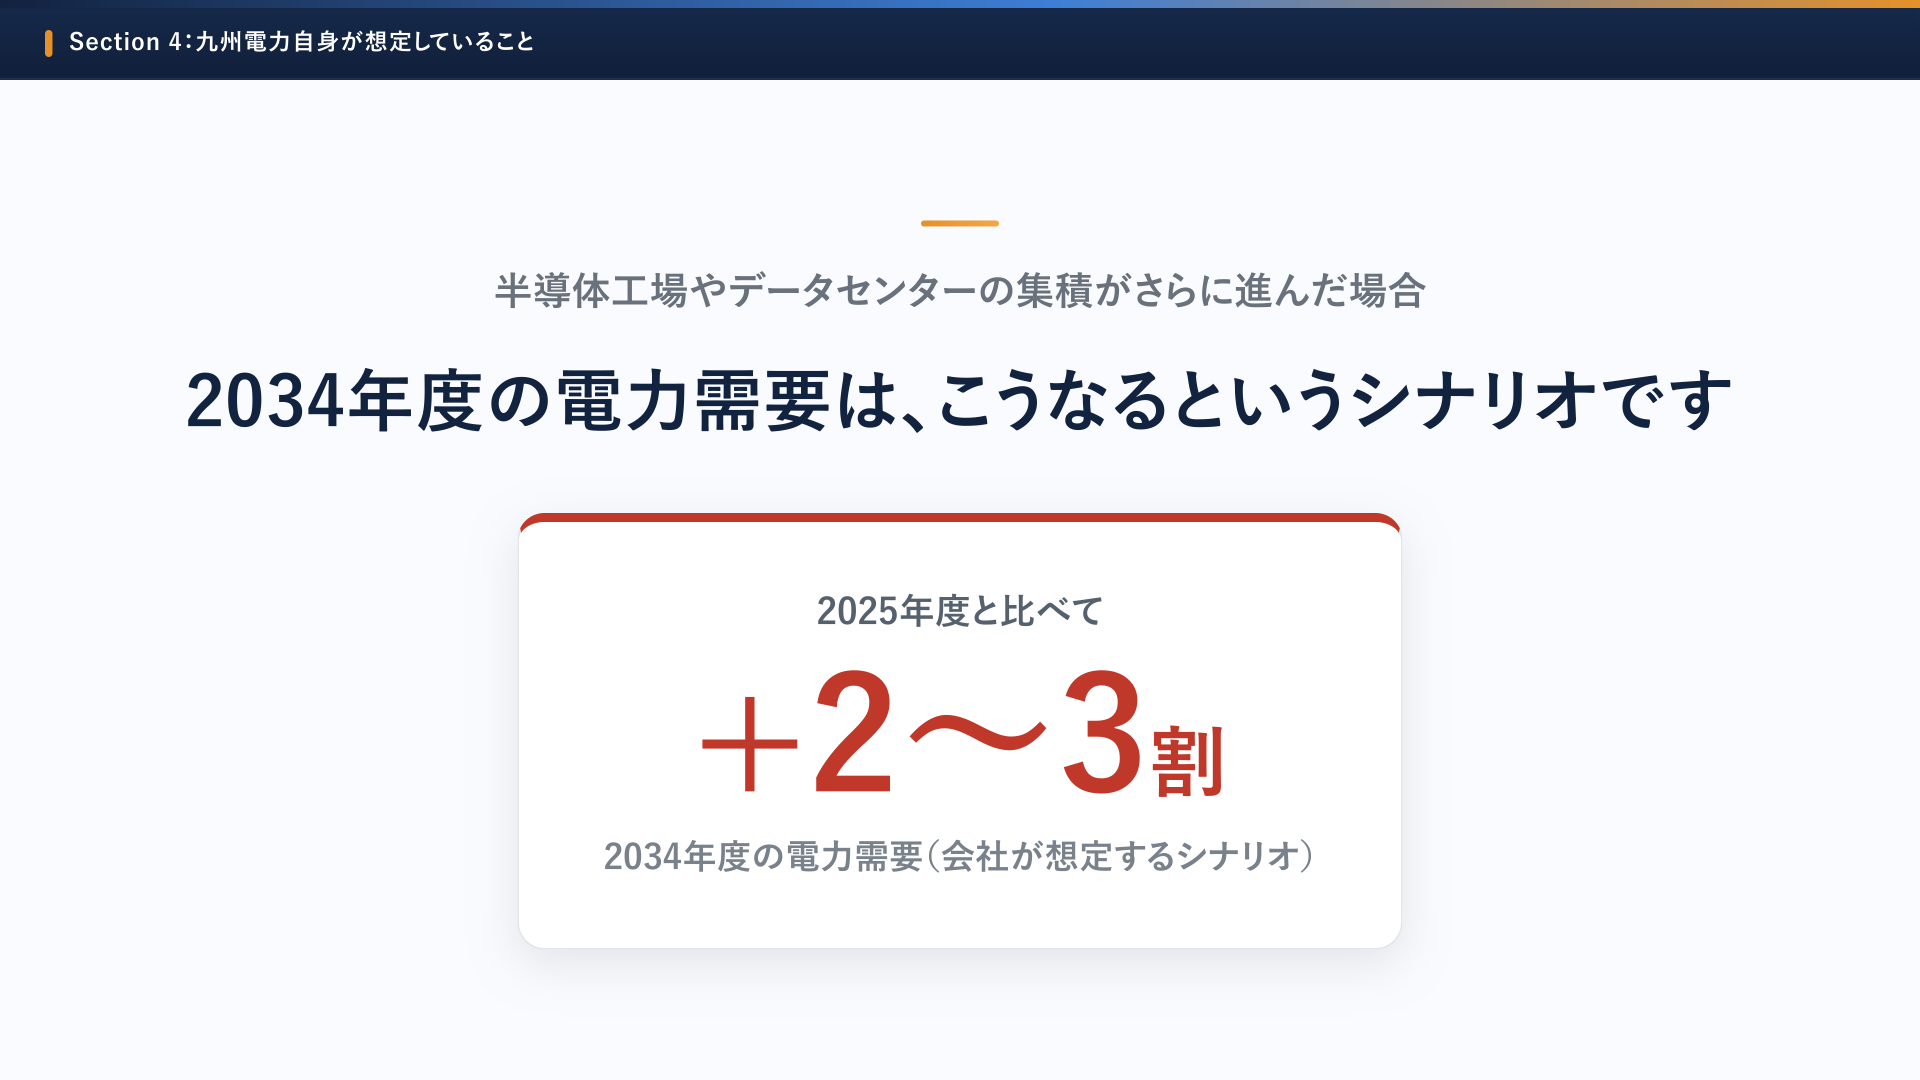 Section 4：九州電力自身が想定していること
半導体工場やデータセンターの集積がさらに進んだ場合
2034年度の電力需要は、こうなるというシナリオです
2025年度と比べて
＋2〜3割
2034年度の電力需要（会社が想定するシナリオ）